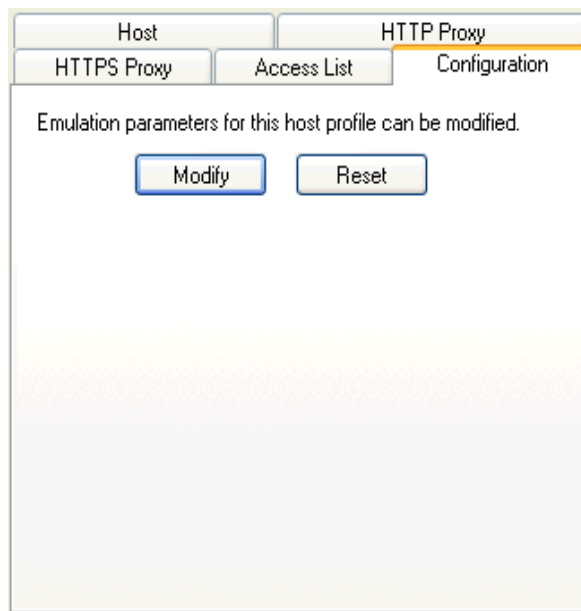 Host
HTTP Proxy
HTTPS Proxy
Access List
Configuration
Emulation parameters for this host profile can be modified.
Modify
Reset